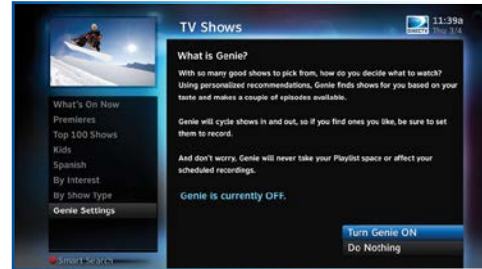 TV Shows
DIRECTV
11:39a
Thu 3/4
What is Genie?
With so many good shows to pick from, how do you decide what to watch?
Using personalized recommendations, Genie finds shows for you based on your
taste and makes a couple of episodes available.
Genie will cycle shows in and out, so if you find ones you like, be sure to set
them to record.
And don't worry, Genie will never take your Playlist space or affect your
scheduled recordings.
Genie is currently OFF.
What's On Now
Premieres
Top 100 Shows
Kids
Spanish
By Interest
By Show Type
Genie Settings
Turn Genie ON
Do Nothing
Smart Search